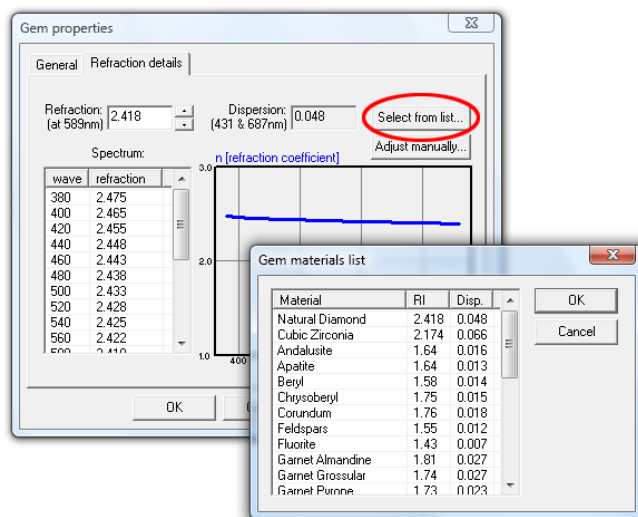 Gem properties
General Refraction details
Refraction: (at 589nm) 2.418 Dispersion: (431 & 687nm) 0.048 Select from list...
Adjust manually...
Spectrum:
n [refraction coefficient]
wave refraction
380 2.475
400 2.465
420 2.455
440 2.448
460 2.443
480 2.438
500 2.433
520 2.428
540 2.425
560 2.422
3.0
2.0
1.0
400
OK
Gem materials list
Material RI Disp.
Natural Diamond 2.418 0.048
Cubic Zirconia 2.174 0.066
Andalusite 1.64 0.016
Apatite 1.64 0.013
Beryl 1.58 0.014
Chrysoberyl 1.75 0.015
Corundum 1.76 0.018
Feldspars 1.55 0.012
Fluorite 1.43 0.007
Garnet Almandine 1.81 0.027
Garnet Grossular 1.74 0.027
Garnet Pyrope 1.73 0.023
OK
Cancel